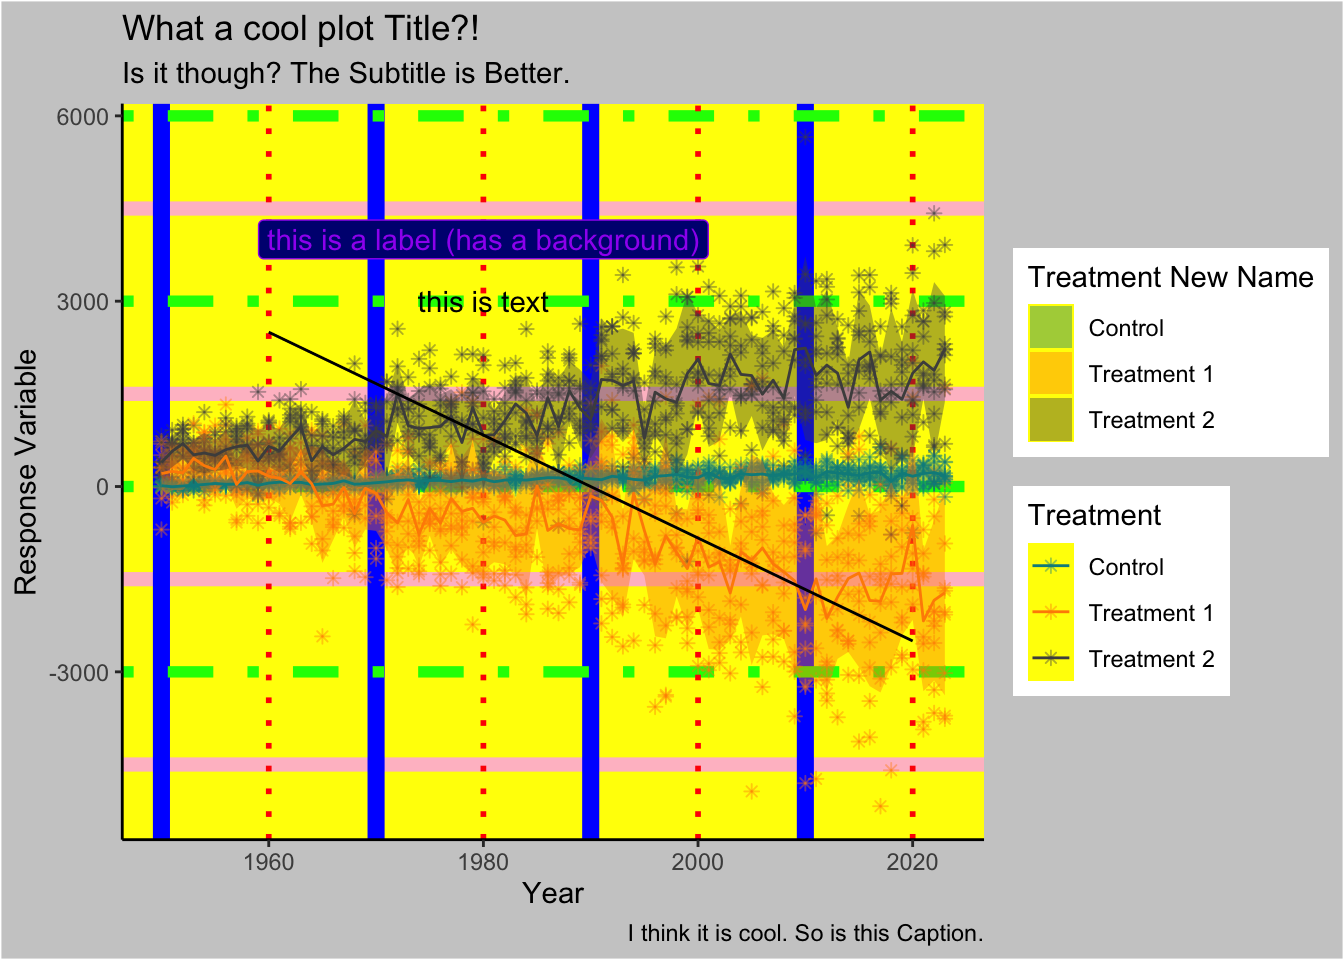 What a cool plot Title?!
Is it though? The Subtitle is Better.
6000
3000
0
-3000
Response Variable
this is a label (has a background)
this is text
1960
1980
2000
2020
Year
I think it is cool. So is this Caption.
Treatment New Name
Control
Treatment 1
Treatment 2
Treatment
Control
Treatment 1
Treatment 2